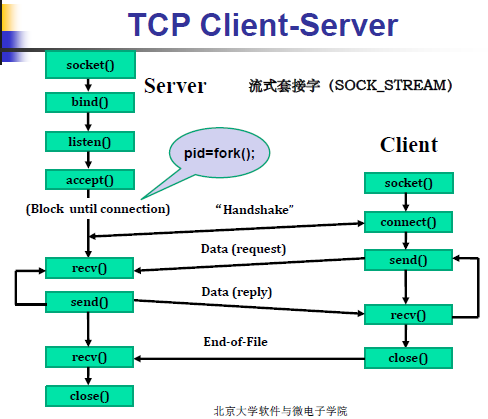 TCP Client-Server
socket()
Server
流式套接字（SOCK_STREAM）
bind()
listen()
pid=fork();
Client
accept()
socket()
(Block until connection)
“Handshake”
connect()
Data (request)
recv()
send()
Data (reply)
send()
recv()
End-of-File
recv()
close()
close()
北京大学软件与微电子学院